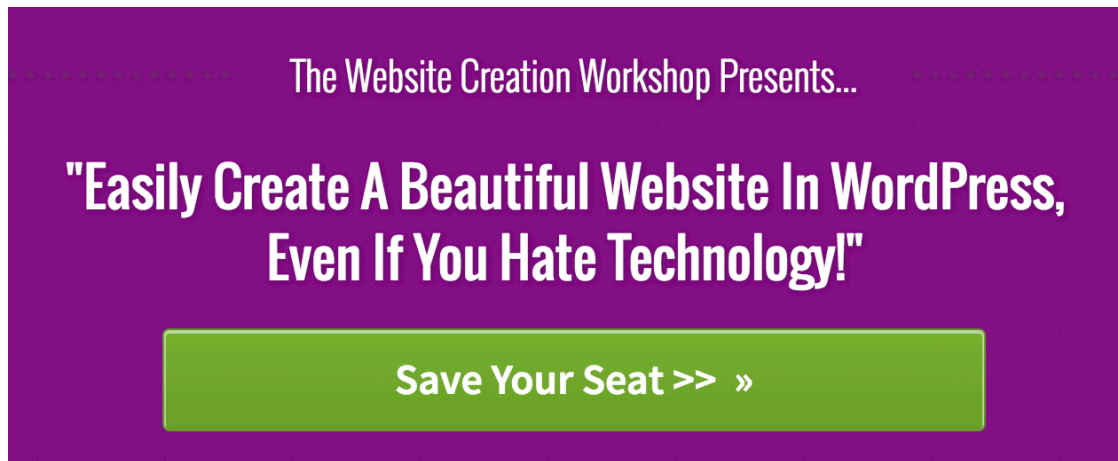 The Website Creation Workshop Presents...
"Easily Create A Beautiful Website In WordPress,
Even If You Hate Technology!"
Save Your Seat >> »